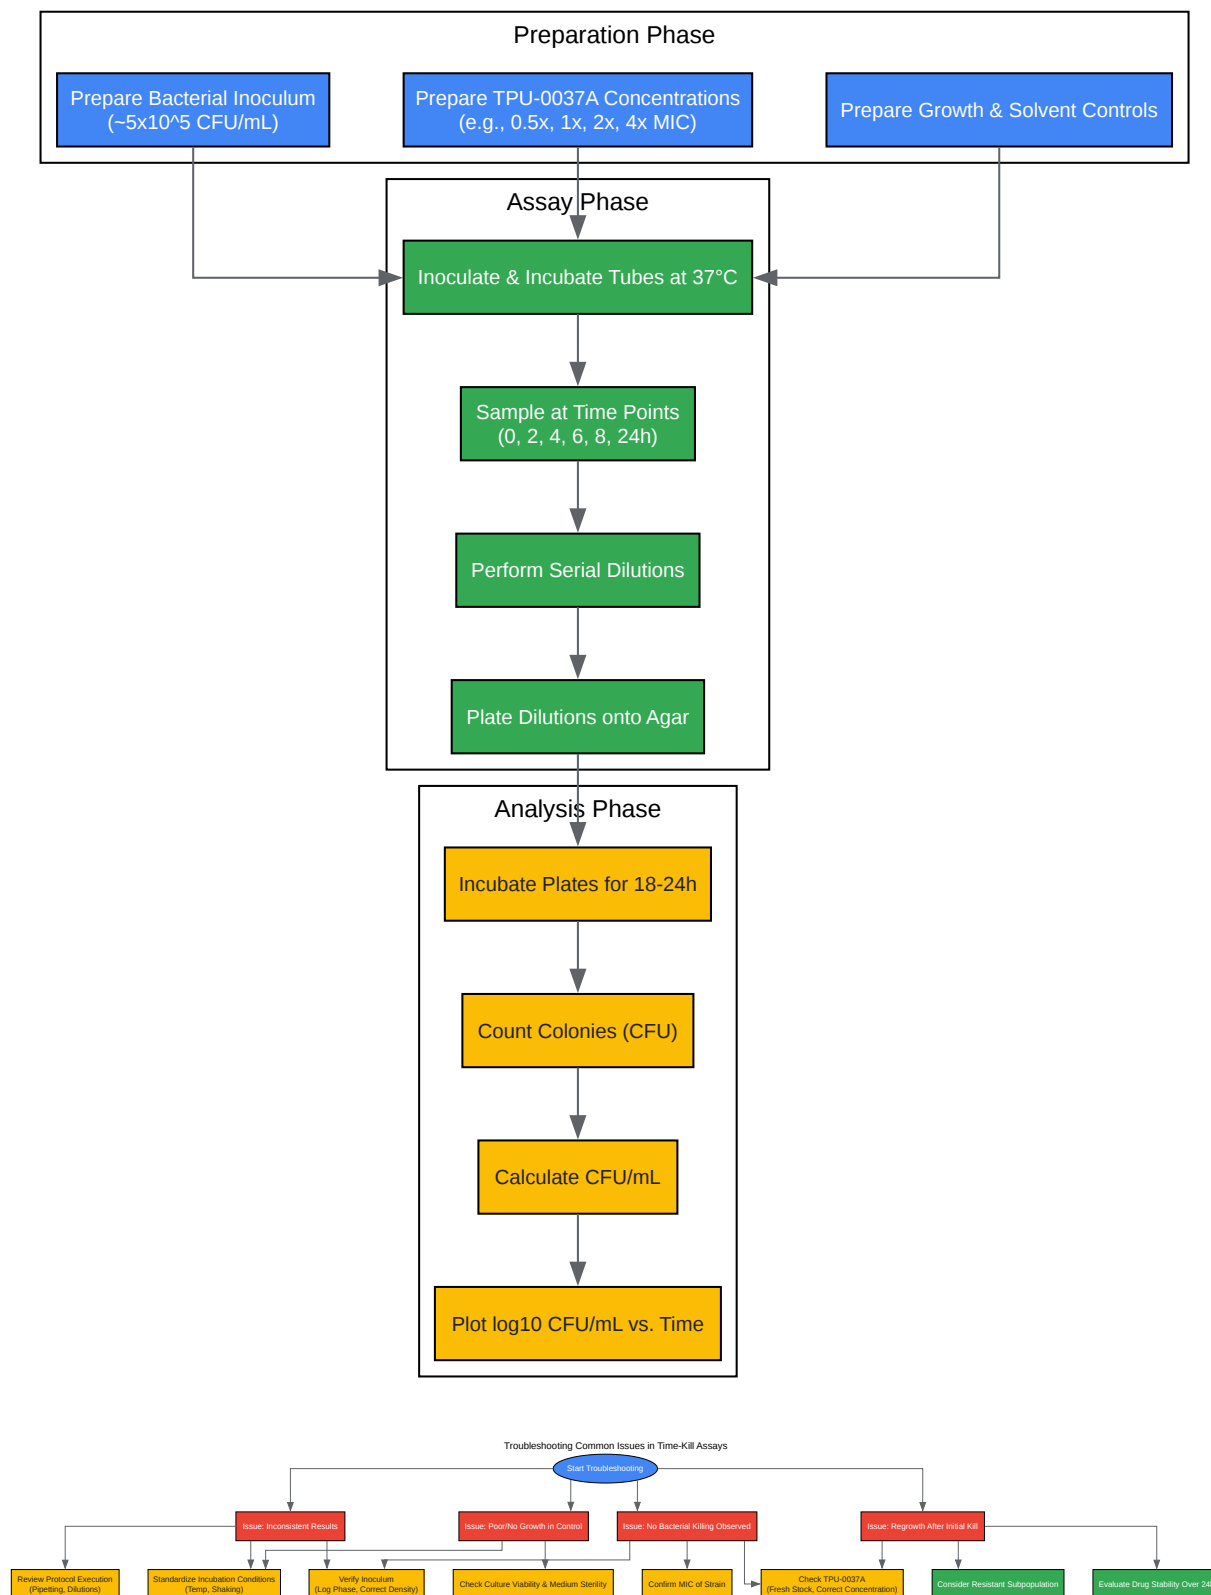 Preparation Phase
Prepare Bacterial Inoculum
(~5x10^5 CFU/mL)
Prepare TPU-0037A Concentrations
(e.g., 0.5x, 1x, 2x, 4x MIC)
Prepare Growth & Solvent Controls
Assay Phase
Inoculate & Incubate Tubes at 37°C
Sample at Time Points
(0, 2, 4, 6, 8, 24h)
Perform Serial Dilutions
Plate Dilutions onto Agar
Analysis Phase
Incubate Plates for 18-24h
Count Colonies (CFU)
Calculate CFU/mL
Plot log10 CFU/mL vs. Time
Troubleshooting Common Issues in Time-Kill Assays
Start Troubleshooting
Issue: Inconsistent Results
Issue: Poor/No Growth in Control
Issue: No Bacterial Killing Observed
Issue: Regrowth After Initial Kill
Review Protocol Execution
(Pipetting, Dilutions)
Standardize Incubation Conditions
(Temp, Shaking)
Verify Inoculum
(Log Phase, Correct Density)
Check Culture Viability & Medium Sterility
Confirm MIC of Strain
Check TPU-0037A
(Fresh Stock, Correct Concentration)
Consider Resistant Subpopulation
Evaluate Drug Stability Over